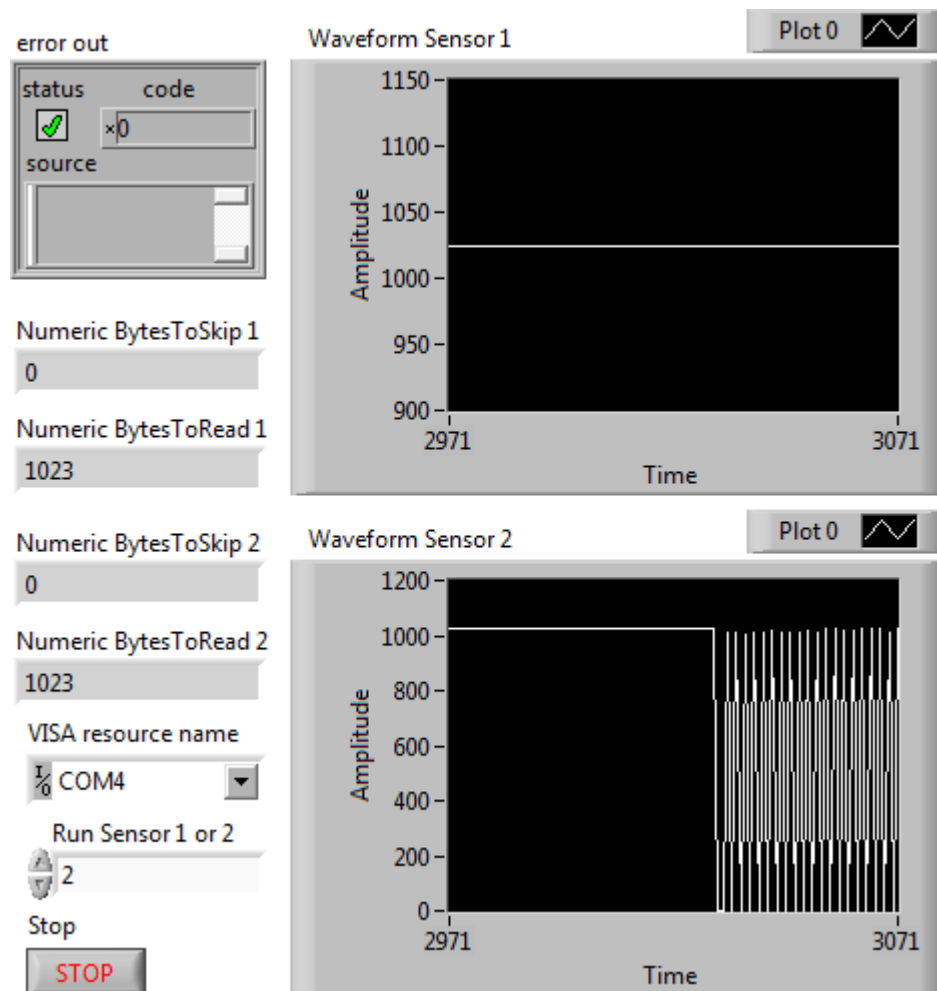 error out
status code
×0
source
Numeric BytesToSkip 1
0
Numeric BytesToRead 1
1023
Numeric BytesToSkip 2
0
Numeric BytesToRead 2
1023
VISA resource name
I/O COM4
Run Sensor 1 or 2
2
Stop
STOP
Waveform Sensor 1
Plot 0
1150
1100
1050
1000
950
900
Amplitude
2971 3071
Time
Waveform Sensor 2
Plot 0
1200
1000
800
600
400
200
0
Amplitude
2971 3071
Time